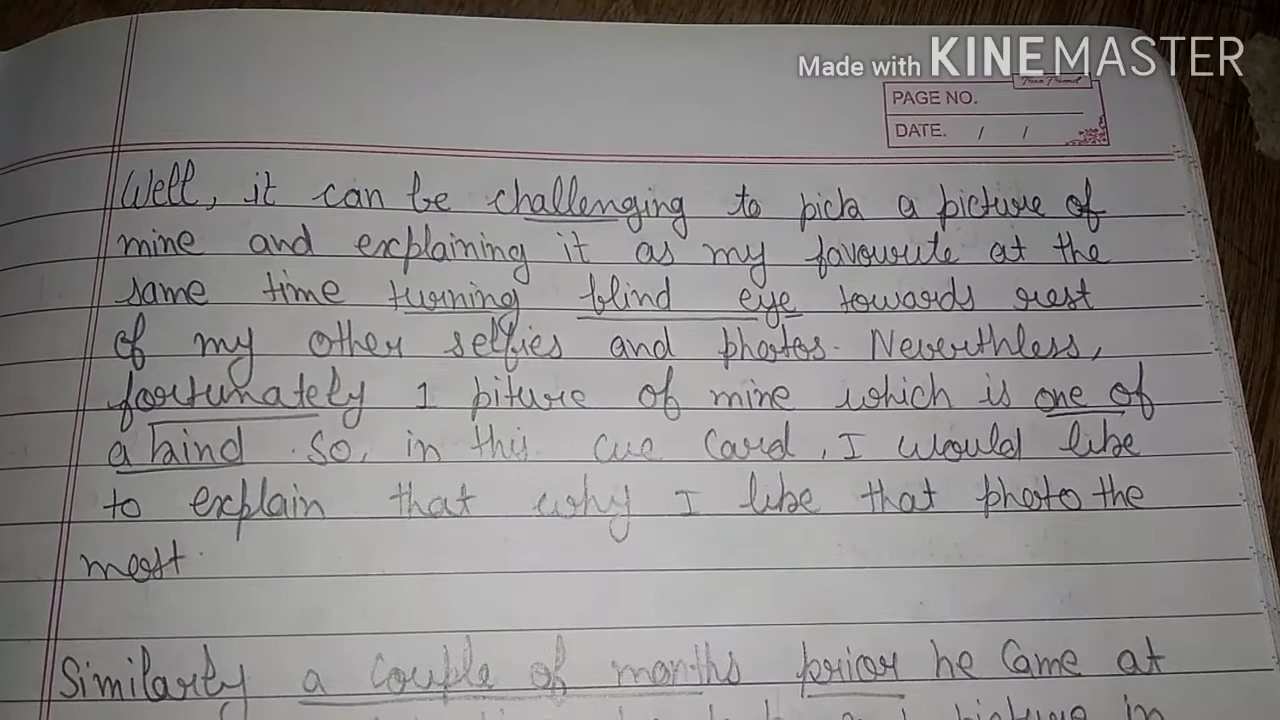 Made with KINEMASTER
PAGE NO.
DATE. / /
Well, it can be challenging to pick a picture of
mine and explaining it as my favourite at the
same time turning blind eye towards rest
of my other selfies and photos. Nevertheless,
fortunately 1 piture of mine which is one of
a kind. So, in this cue Card, I would like
to explain that why I like that photo the
most.
Similarly a couple of months prior he Came at
in